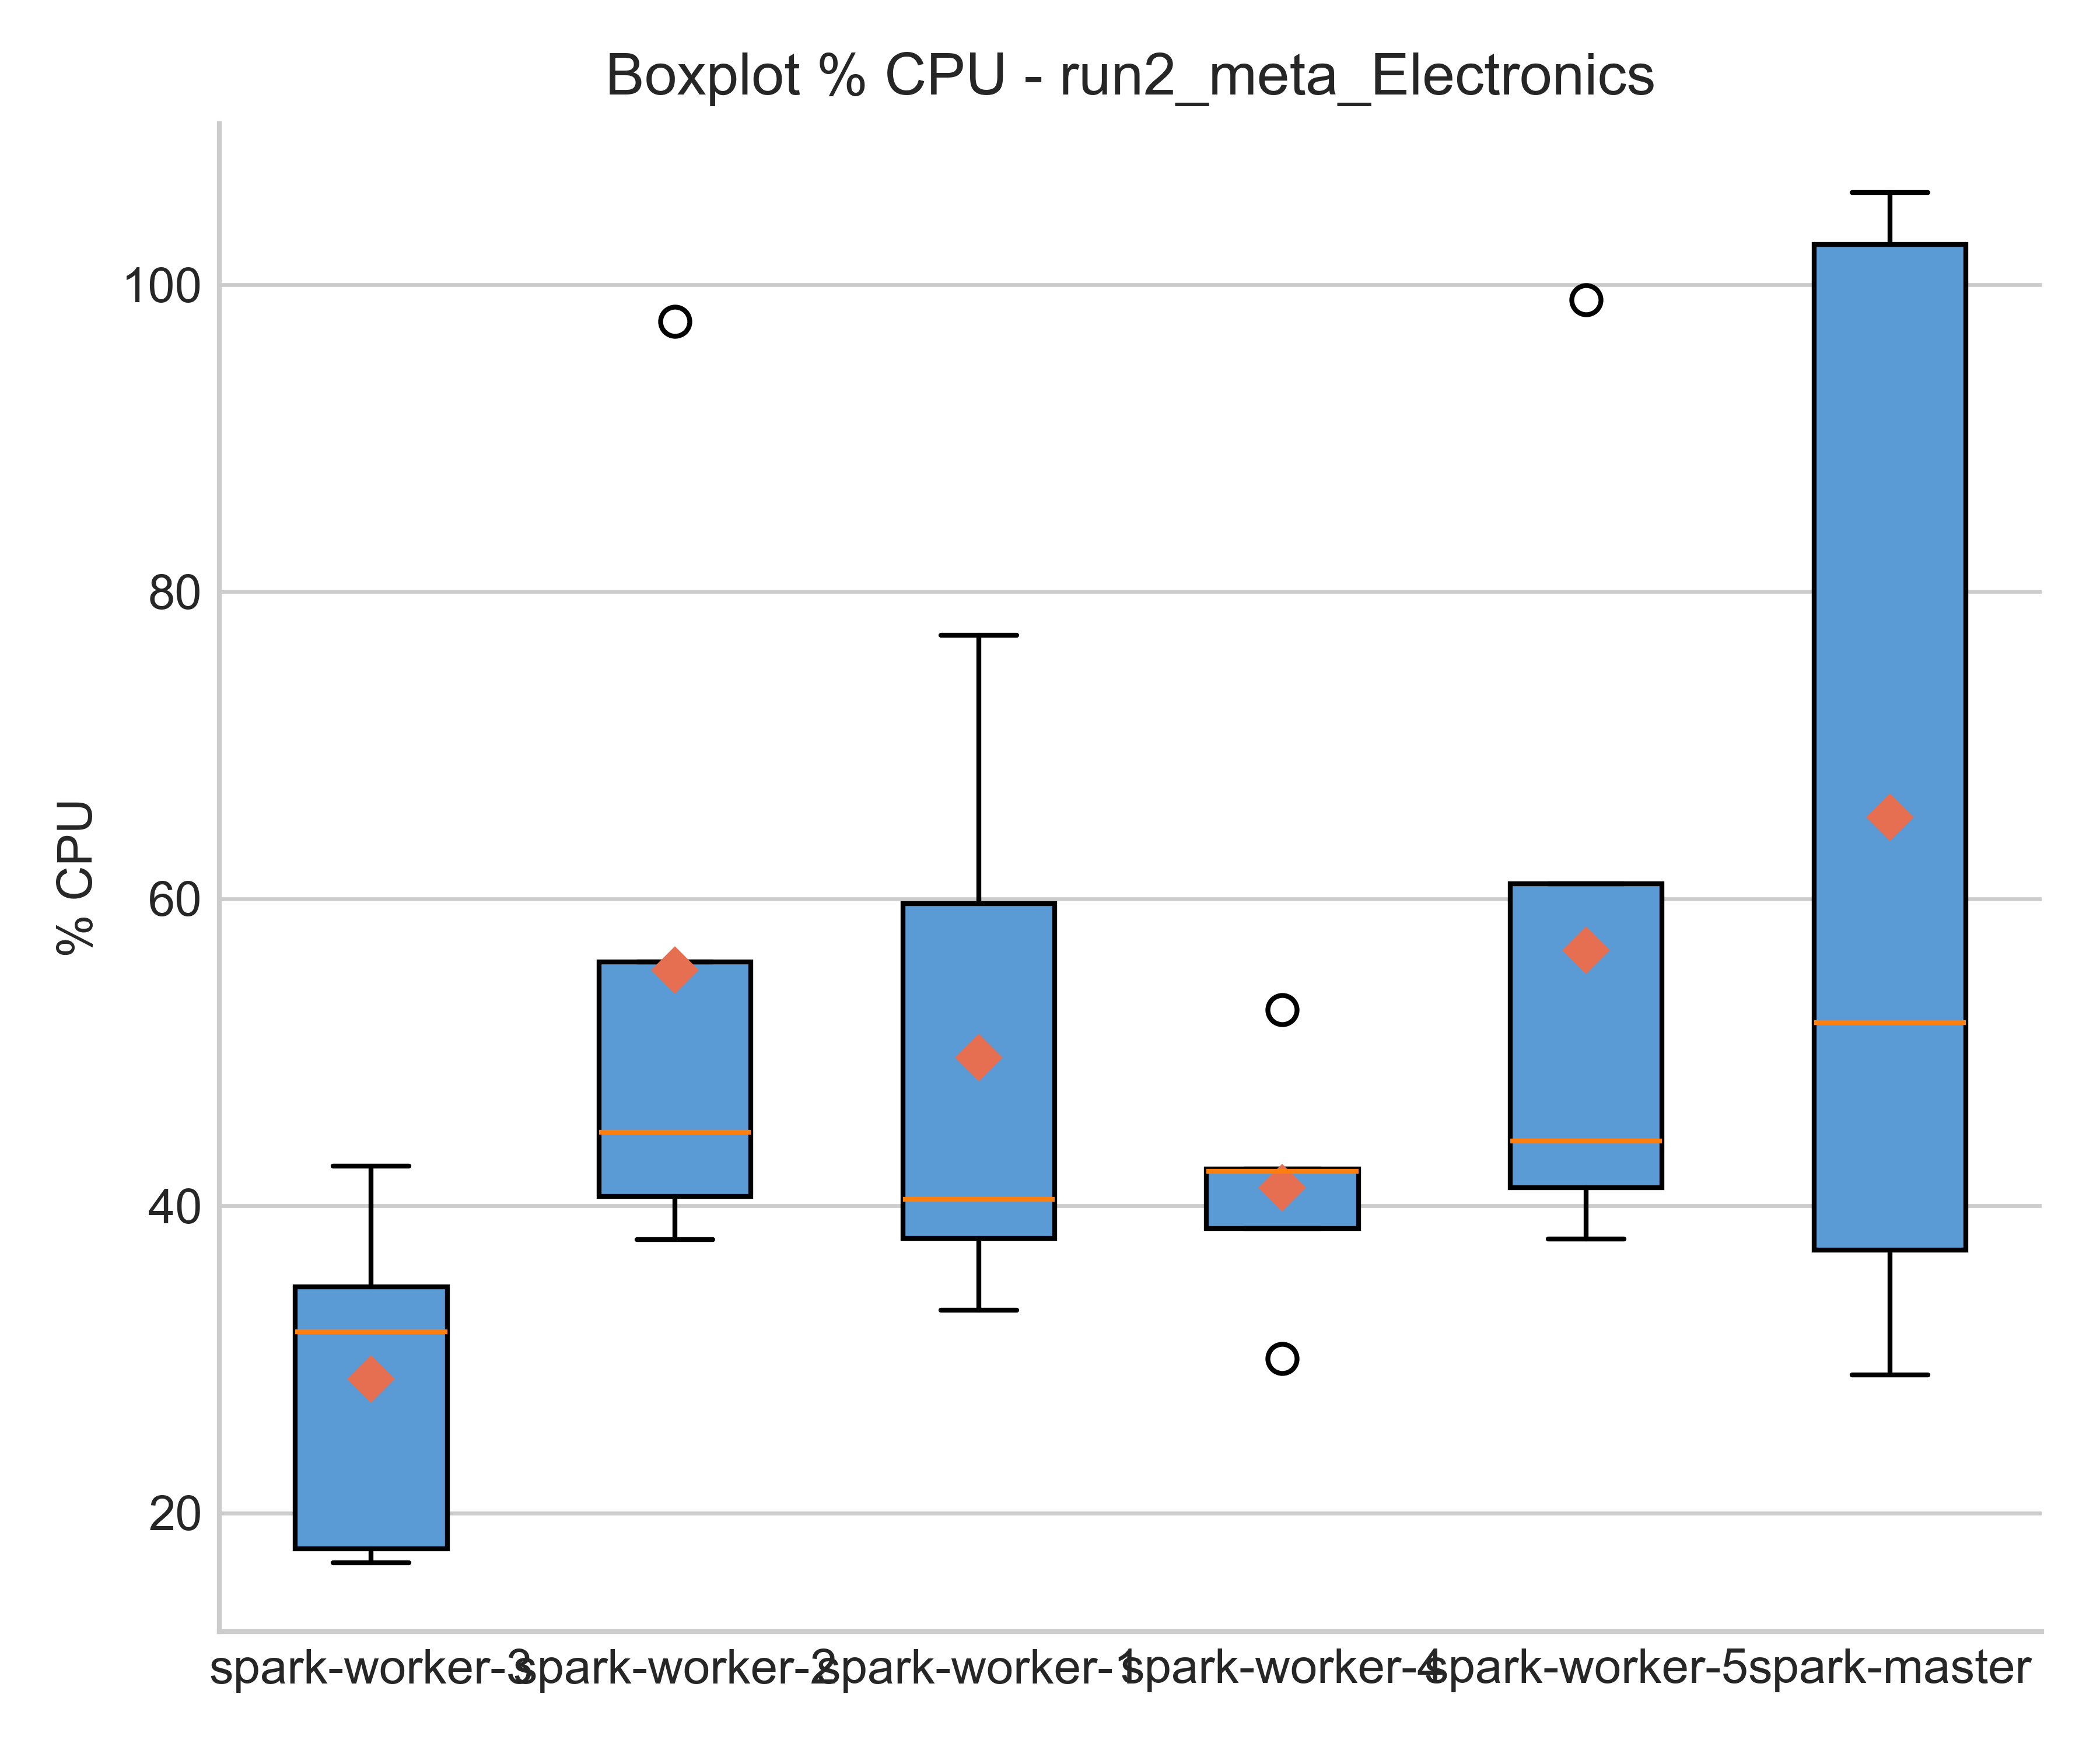 Boxplot % CPU - run2_meta_Electronics
% CPU
100
80
60
40
20
spark-worker-3
spark-worker-2
spark-worker-1
spark-worker-4
spark-worker-5
spark-master